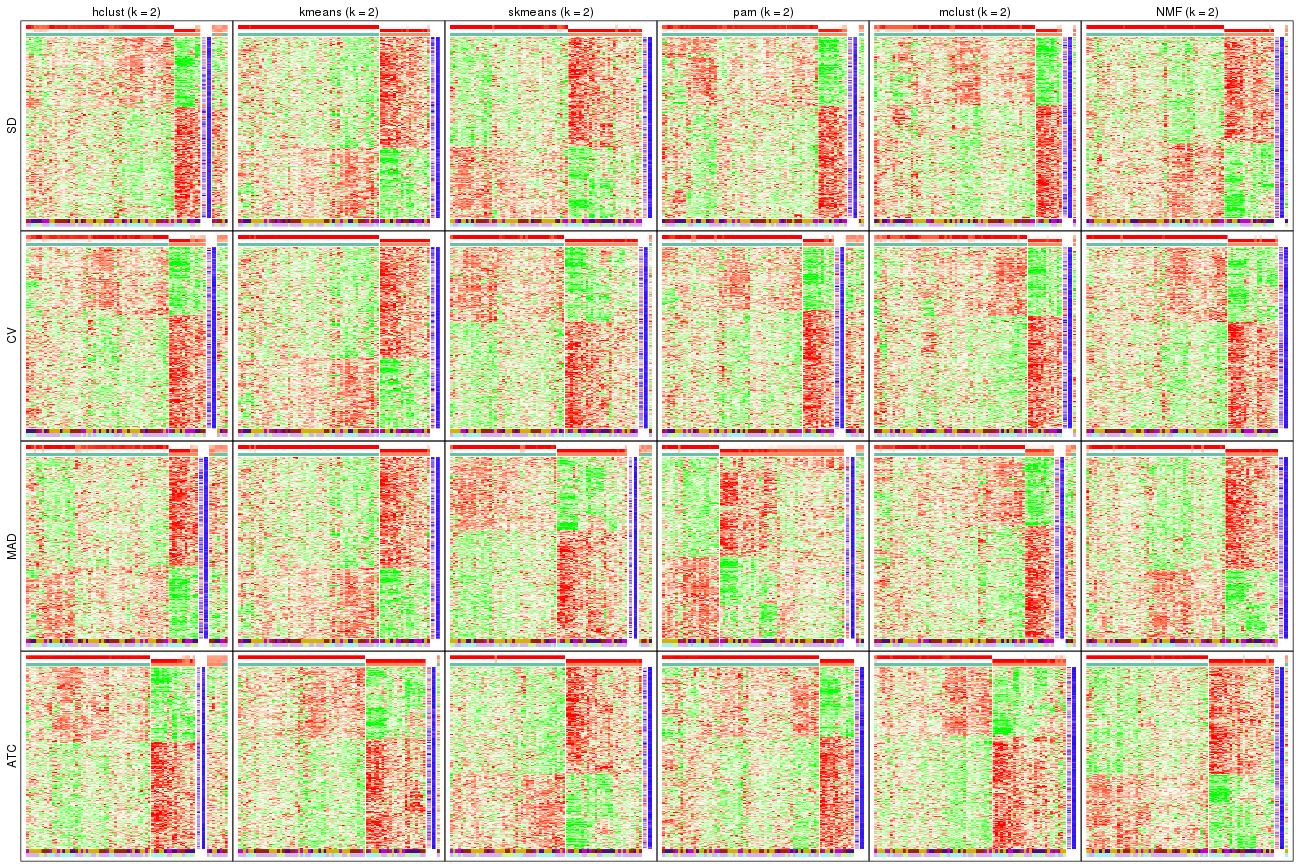 hclust (k = 2) kmeans (k = 2) skmeans (k = 2) pam (k = 2) mclust (k = 2) NMF (k = 2)
SD
CV
MAD
ATC